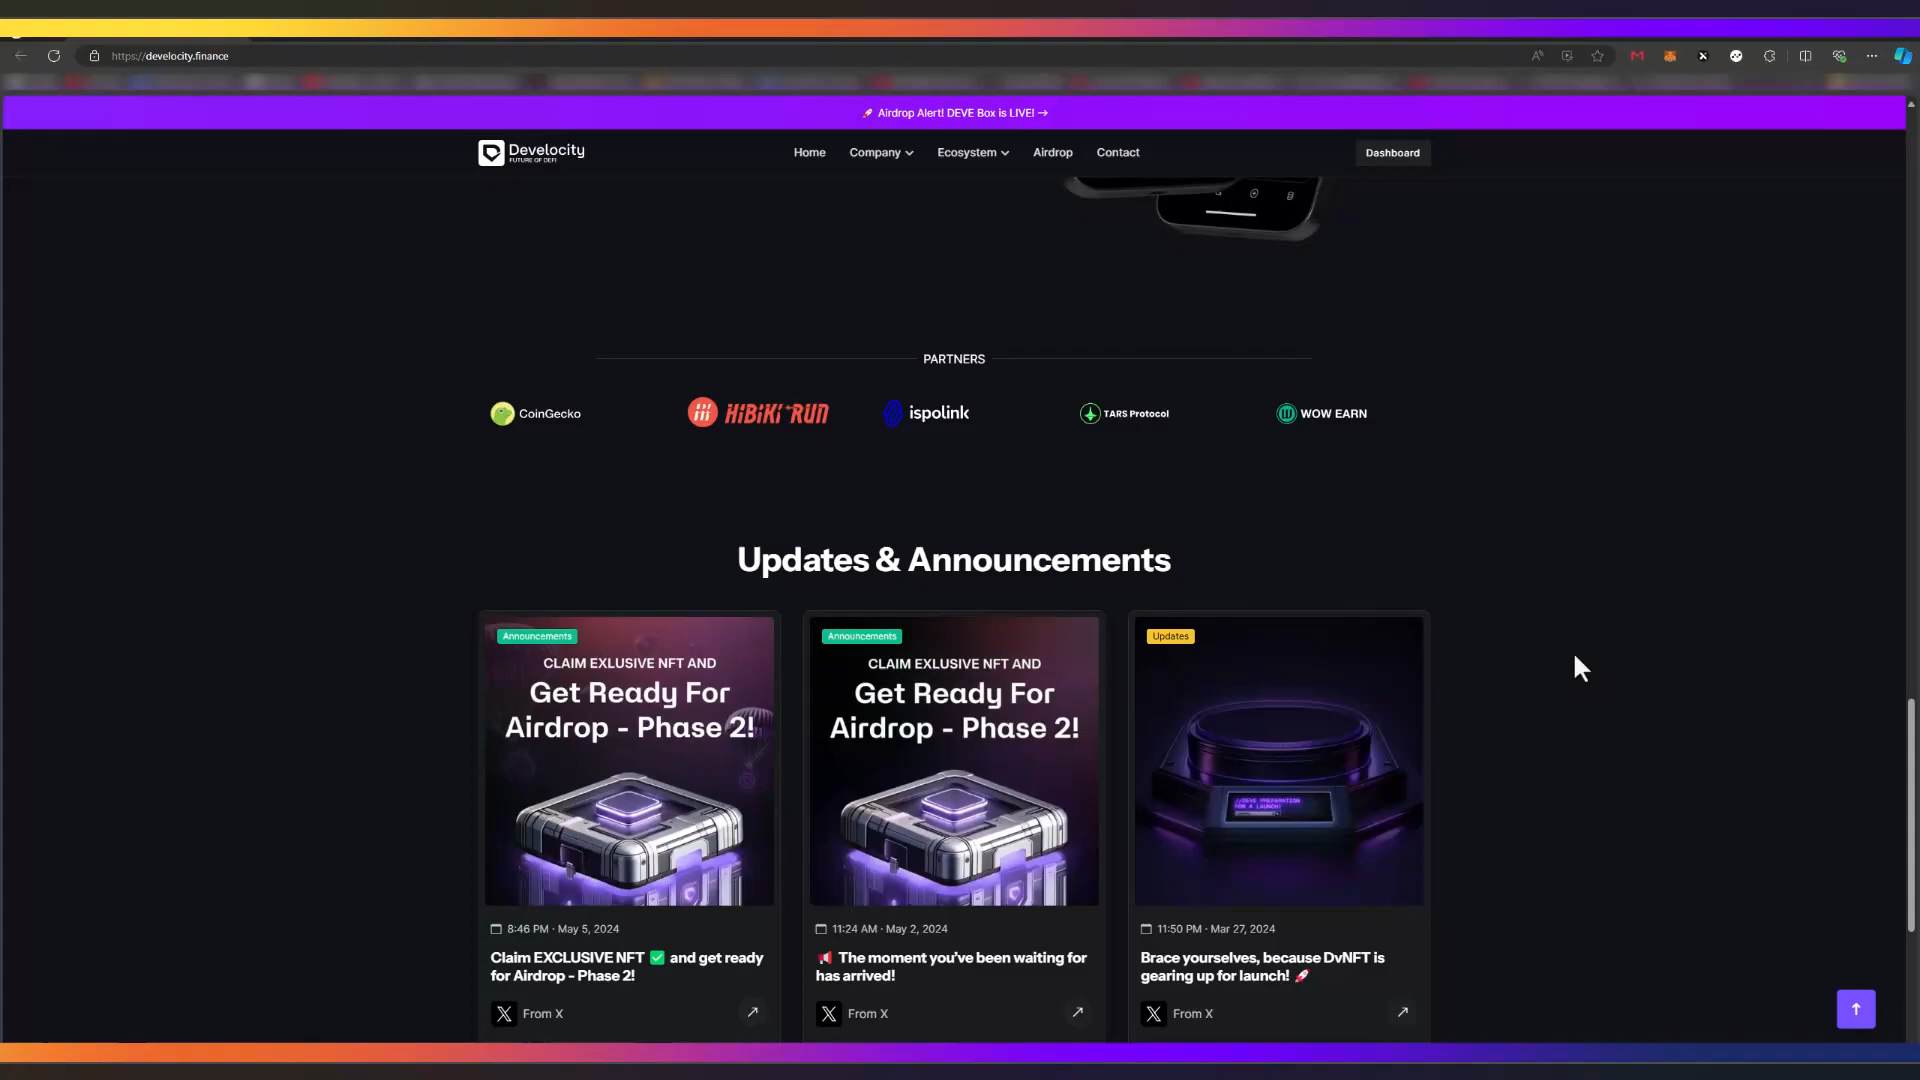 https://develocity.finance
🚀 Airdrop Alert! DEVE Box is LIVE! →
Develocity
FUTURE OF DEFI
Home Company Ecosystem Airdrop Contact Dashboard
PARTNERS
CoinGecko HiBiKi RUN ispolink TARS Protocol WOW EARN
Updates & Announcements
Announcements
CLAIM EXLUSIVE NFT AND
Get Ready For
Airdrop - Phase 2!
8:46 PM · May 5, 2024
Claim EXCLUSIVE NFT ✅ and get ready
for Airdrop - Phase 2!
From X
Announcements
CLAIM EXLUSIVE NFT AND
Get Ready For
Airdrop - Phase 2!
11:24 AM · May 2, 2024
📢 The moment you've been waiting for
has arrived!
From X
Updates
//DEVE PREPARATION
FOR A LAUNCH!
11:50 PM · Mar 27, 2024
Brace yourselves, because DvNFT is
gearing up for launch! 🚀
From X